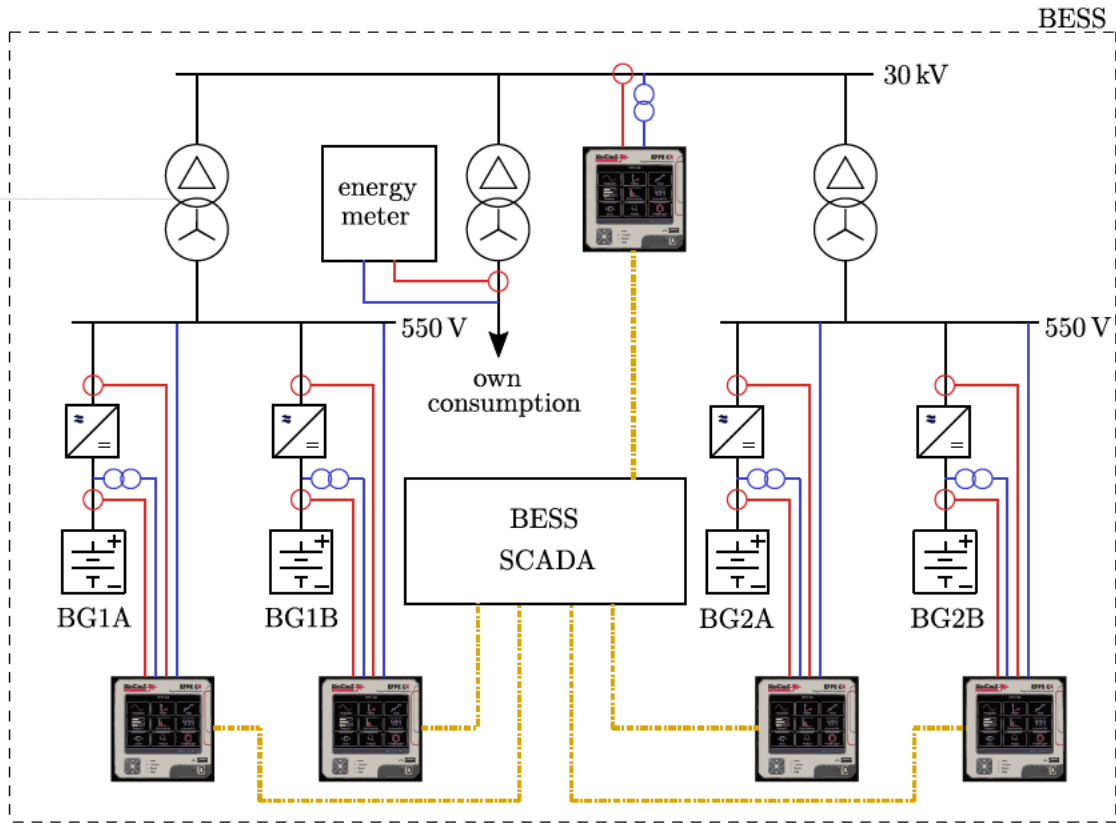 BESS
30 kV
energy
meter
550 V
550 V
own
consumption
BESS
SCADA
BG1A
BG1B
BG2A
BG2B